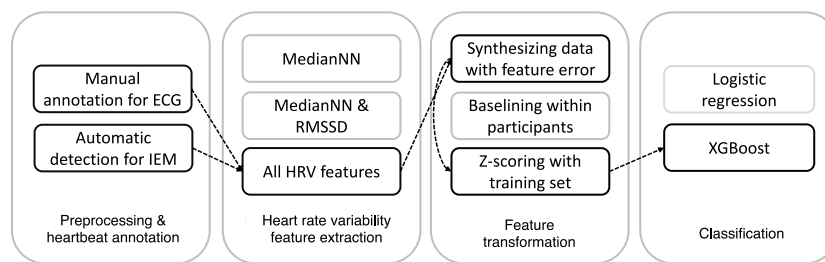 Manual
annotation for ECG
Automatic
detection for IEM
Preprocessing &
heartbeat annotation
MedianNN
MedianNN &
RMSSD
All HRV features
Heart rate variability
feature extraction
Synthesizing data
with feature error
Baselining within
participants
Z-scoring with
training set
Feature
transformation
Logistic
regression
XGBoost
Classification